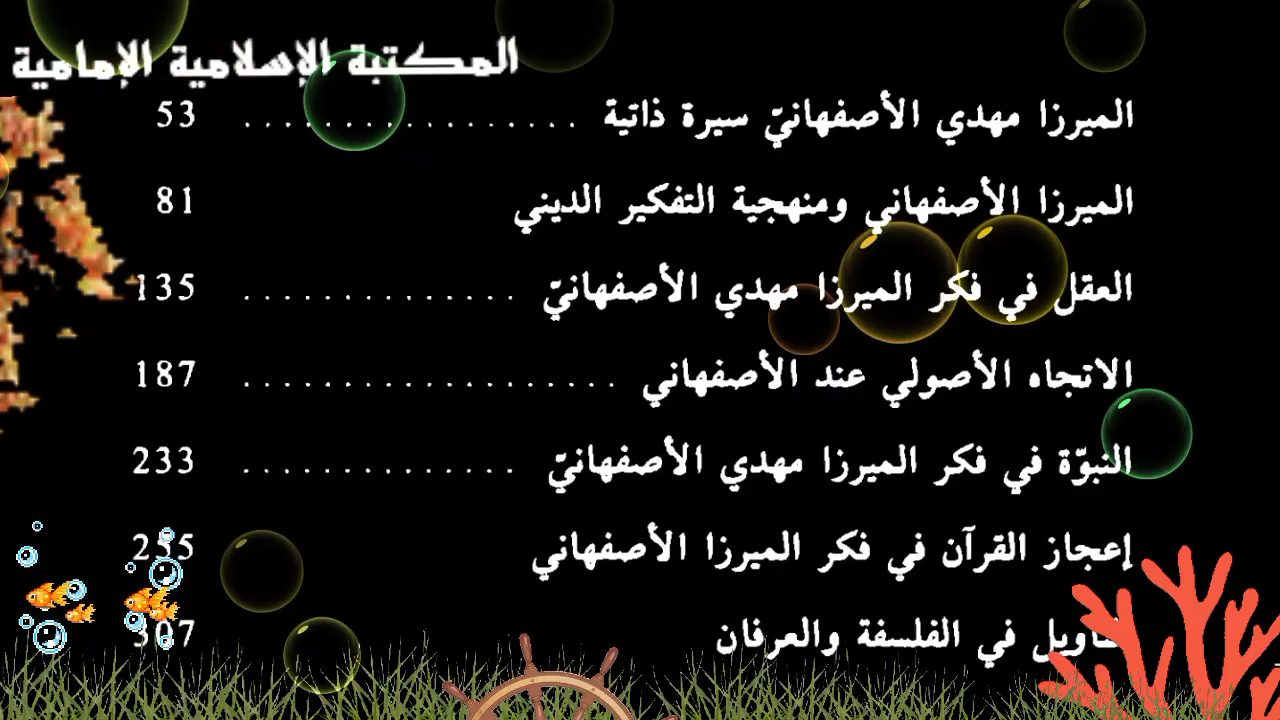 المكتبة الإسلامية الإمامية
الميرزا مهدي الأصفهانيّ سيرة ذاتية . . . . . . . . . . . . . . . . . 53
الميرزا الأصفهاني ومنهجية التفكير الديني 81
العقل في فكر الميرزا مهدي الأصفهانيّ . . . . . . . . . . . . . . 135
الاتجاه الأصولي عند الأصفهاني . . . . . . . . . . . . . . . . . . . 187
النبوّة في فكر الميرزا مهدي الأصفهانيّ . . . . . . . . . . . . . . 233
إعجاز القرآن في فكر الميرزا الأصفهاني 255
في الفلسفة والعرفان 307